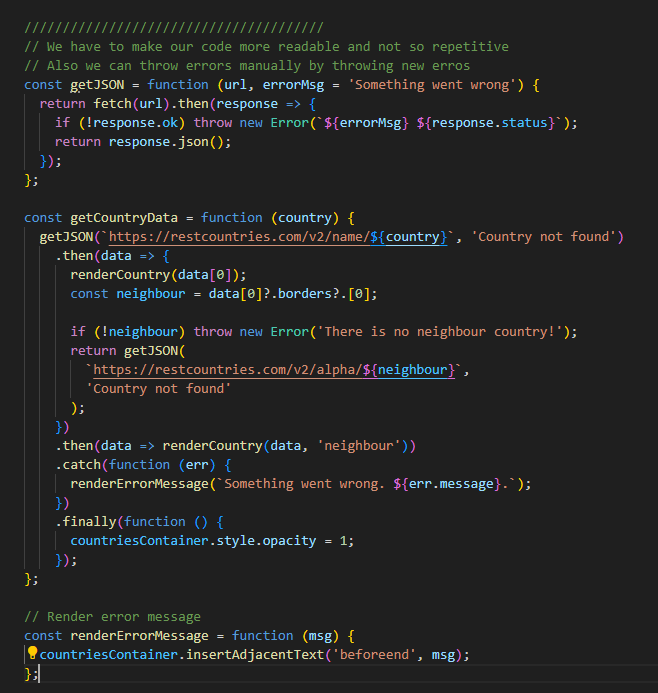 ///////////////////////////////////////
// We have to make our code more readable and not so repetitive
// Also we can throw errors manually by throwing new erros
const getJSON = function (url, errorMsg = 'Something went wrong') {
  return fetch(url).then(response => {
    if (!response.ok) throw new Error(`${errorMsg} ${response.status}`);
    return response.json();
  });
};

const getCountryData = function (country) {
  getJSON(`https://restcountries.com/v2/name/${country}`, 'Country not found')
    .then(data => {
      renderCountry(data[0]);
      const neighbour = data[0]?.borders?.[0];

      if (!neighbour) throw new Error('There is no neighbour country!');
      return getJSON(
        `https://restcountries.com/v2/alpha/${neighbour}`,
        'Country not found'
      );
    })
    .then(data => renderCountry(data, 'neighbour'))
    .catch(function (err) {
      renderErrorMessage(`Something went wrong. ${err.message}.`);
    })
    .finally(function () {
      countriesContainer.style.opacity = 1;
    });
};

// Render error message
const renderErrorMessage = function (msg) {
  countriesContainer.insertAdjacentText('beforeend', msg);
};